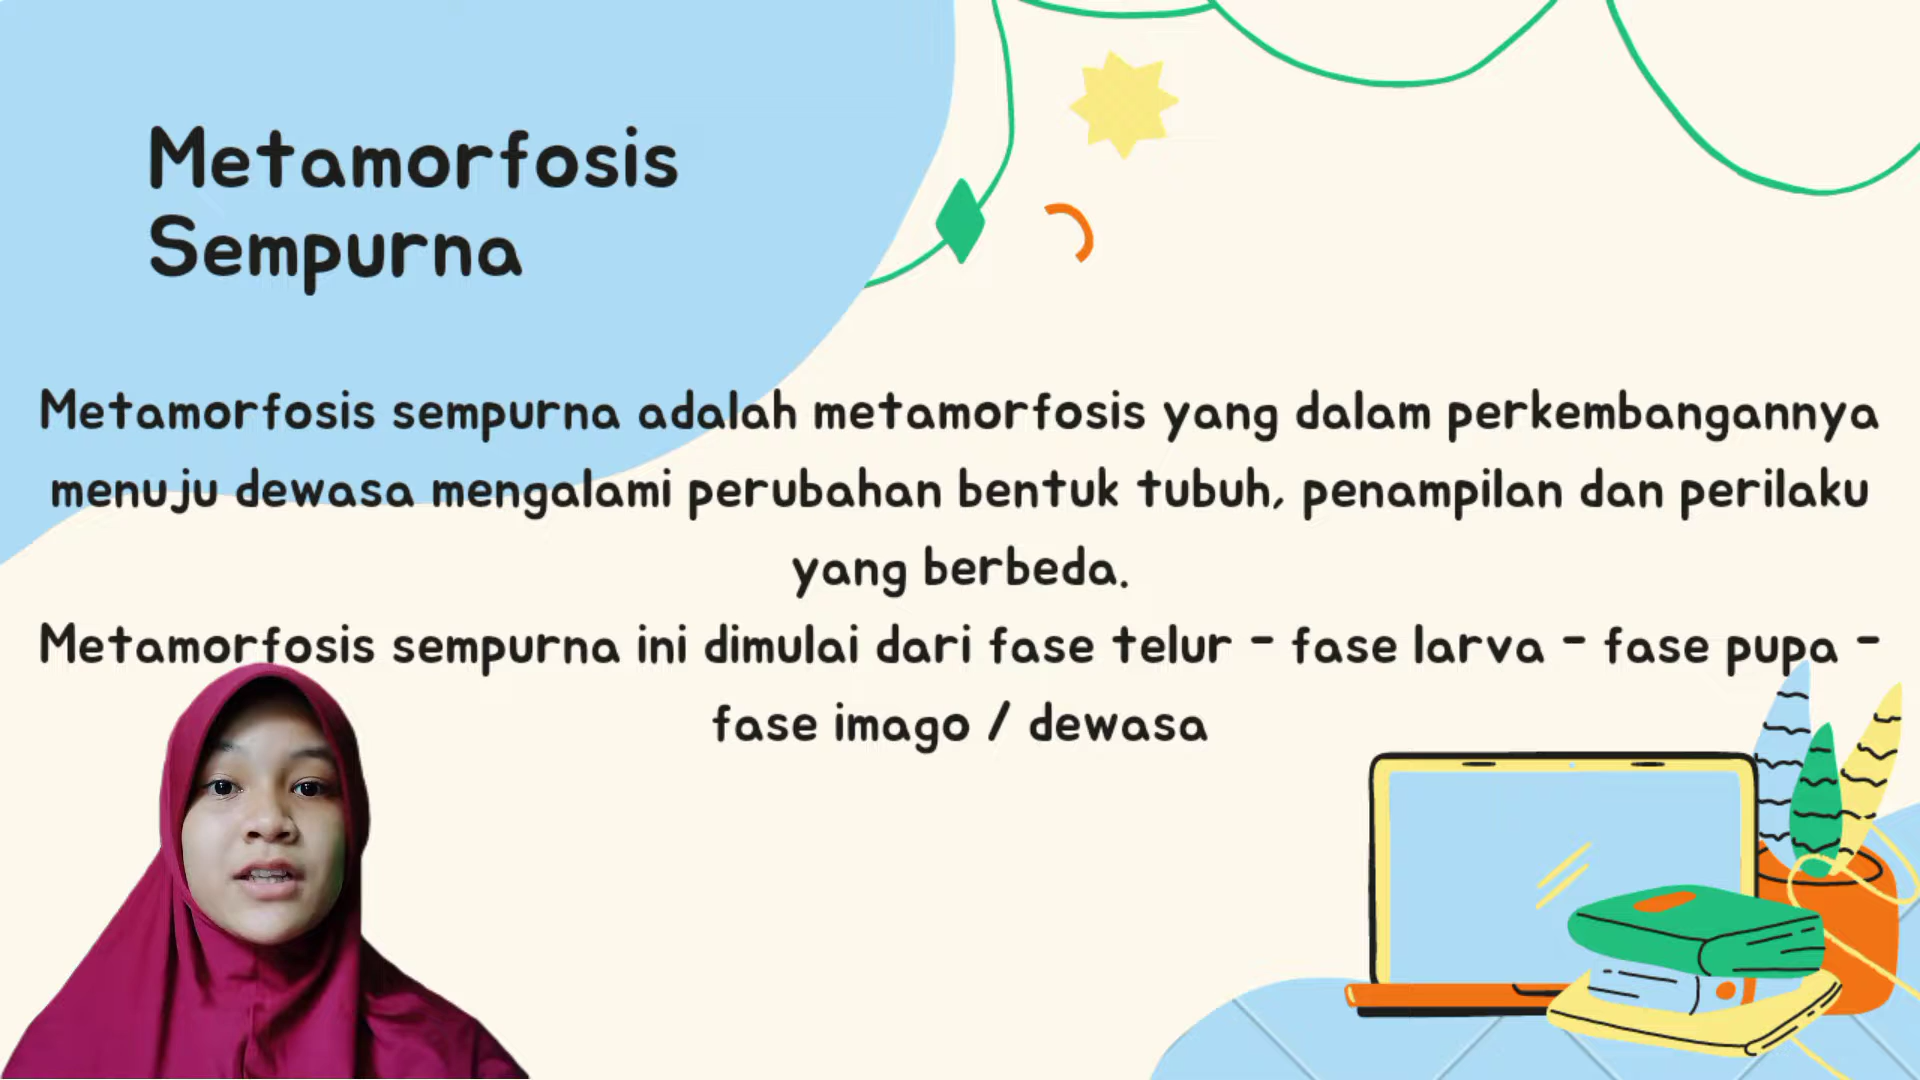 Metamorfosis
Sempurna
Metamorfosis sempurna adalah metamorfosis yang dalam perkembangannya
menuju dewasa mengalami perubahan bentuk tubuh, penampilan dan perilaku
yang berbeda.
Metamorfosis sempurna ini dimulai dari fase telur - fase larva - fase pupa -
fase imago / dewasa